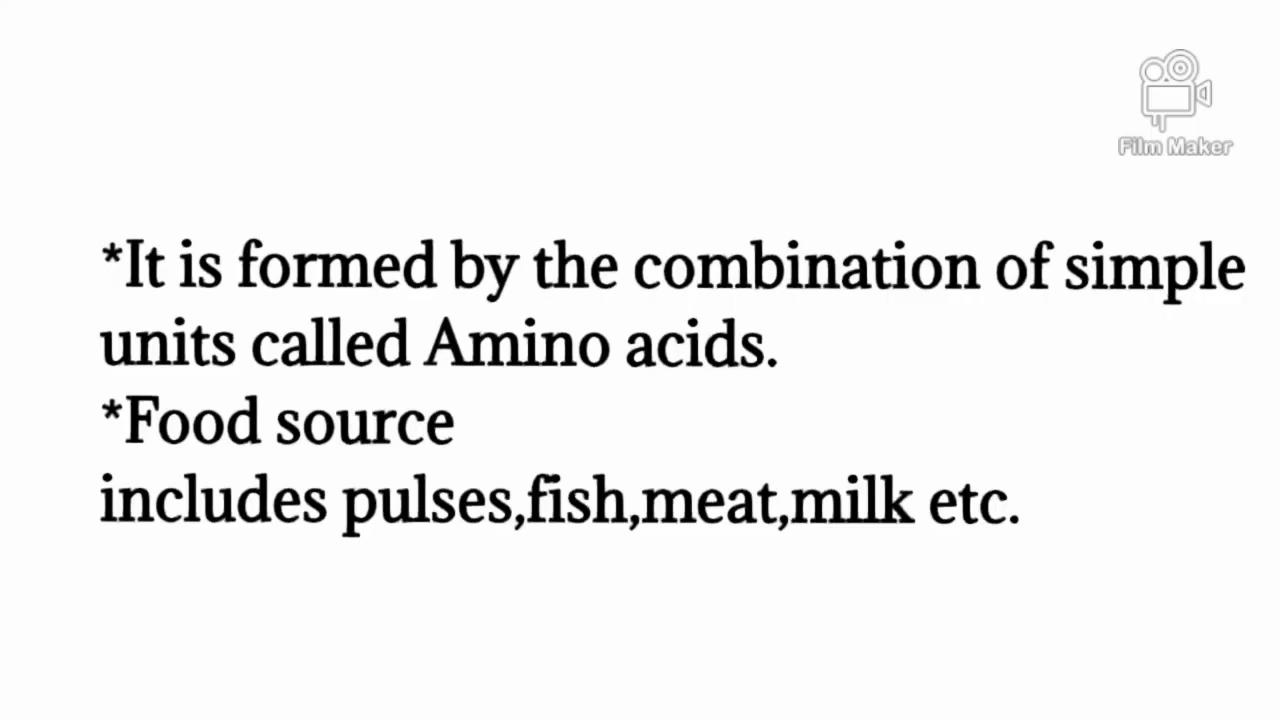 Film Maker
*It is formed by the combination of simple
units called Amino acids.
*Food source
includes pulses,fish,meat,milk etc.